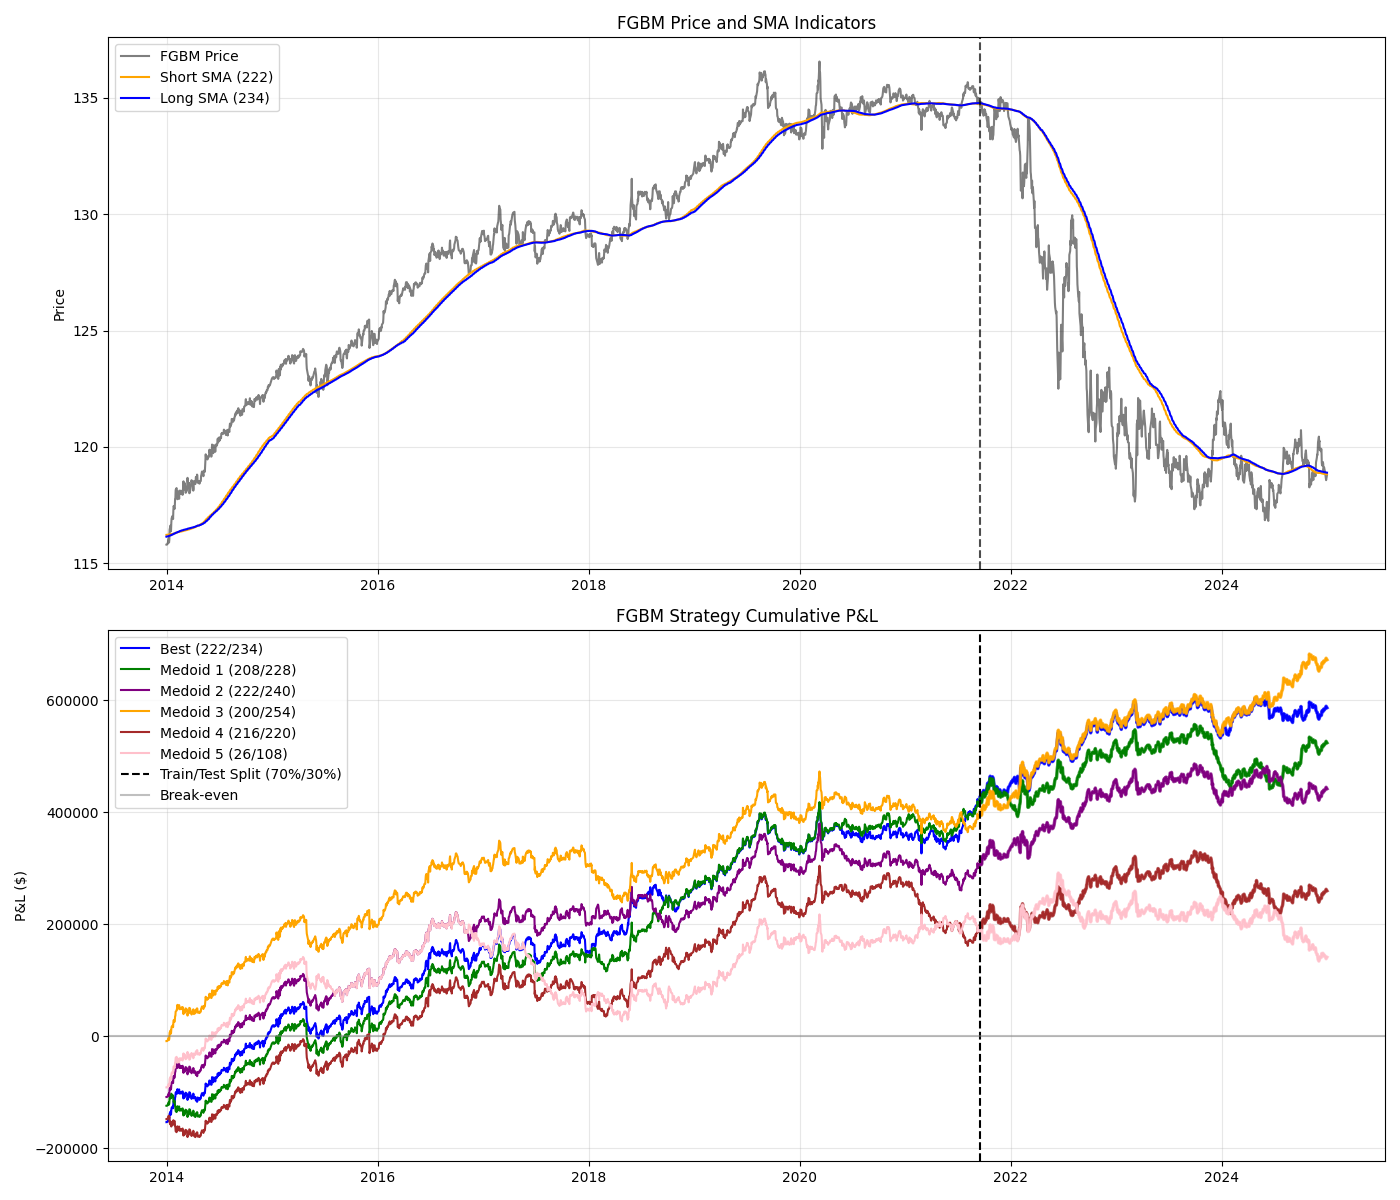 FGBM Price and SMA Indicators
FGBM Price
Short SMA (222)
Long SMA (234)
Price
135
130
125
120
115
2014
2016
2018
2020
2022
2024
FGBM Strategy Cumulative P&L
Best (222/234)
Medoid 1 (208/228)
Medoid 2 (222/240)
Medoid 3 (200/254)
Medoid 4 (216/220)
Medoid 5 (26/108)
Train/Test Split (70%/30%)
Break-even
P&L ($)
600000
400000
200000
0
−200000
2014
2016
2018
2020
2022
2024